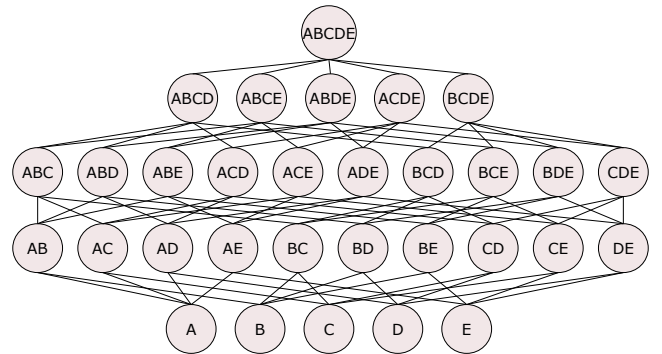 ABCDE
ABCD ABCE ABDE ACDE BCDE
ABC ABD ABE ACD ACE ADE BCD BCE BDE CDE
AB AC AD AE BC BD BE CD CE DE
A B C D E